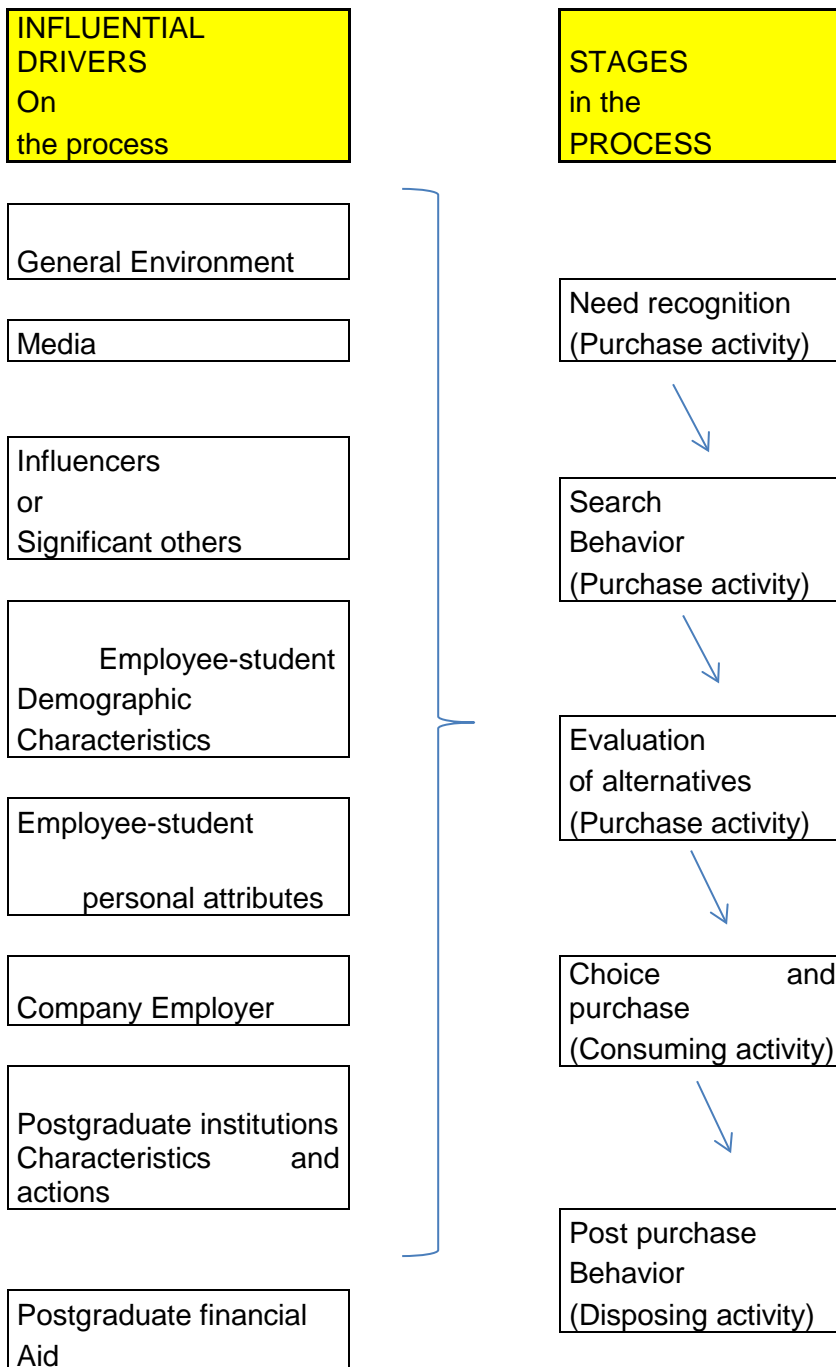 INFLUENTIAL
DRIVERS
On
the process
General Environment
Media
Influencers
or
Significant others
Employee-student
Demographic
Characteristics
Employee-student
personal attributes
Company Employer
Postgraduate institutions
Characteristics and
actions
Postgraduate financial
Aid
STAGES
in the
PROCESS
Need recognition
(Purchase activity)
Search
Behavior
(Purchase activity)
Evaluation
of alternatives
(Purchase activity)
Choice and
purchase
(Consuming activity)
Post purchase
Behavior
(Disposing activity)